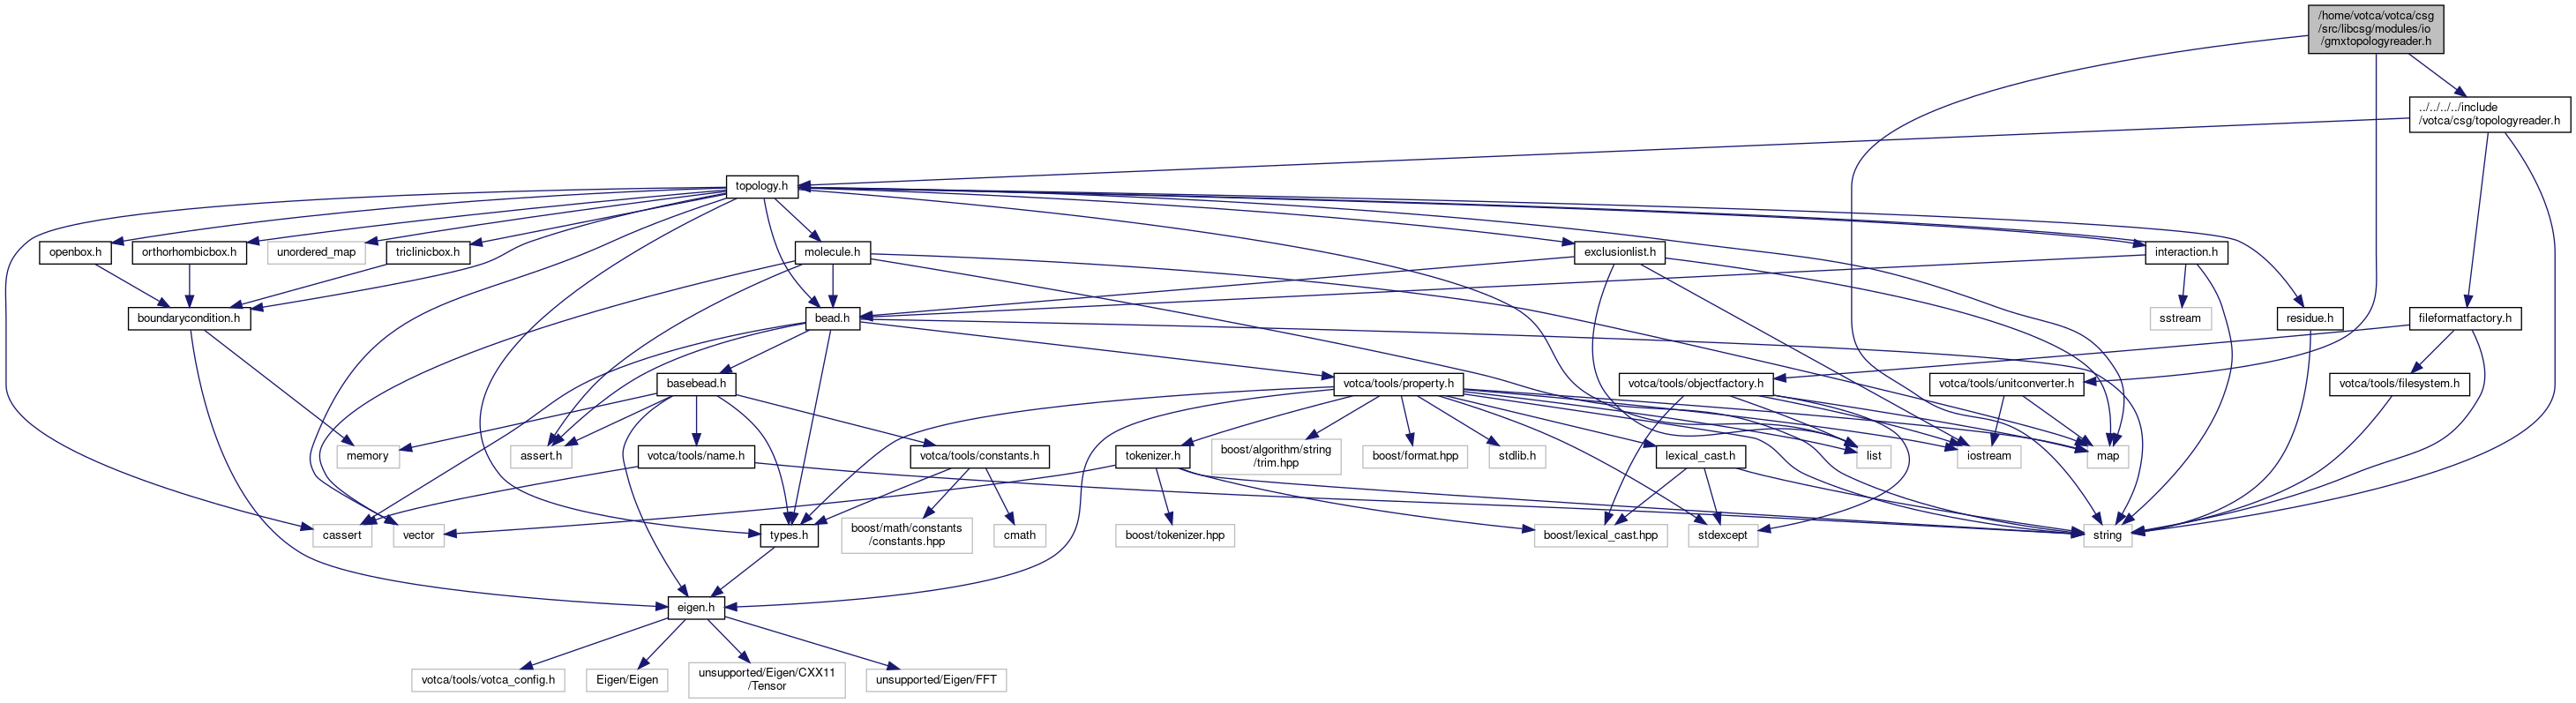 /home/votca/votca/csg
/src/libcsg/modules/io
/gmxtopologyreader.h
../../../../include
/votca/csg/topologyreader.h
topology.h
openbox.h
orthorhombicbox.h
unordered_map
triclinicbox.h
molecule.h
exclusionlist.h
interaction.h
boundarycondition.h
bead.h
sstream
residue.h
fileformatfactory.h
basebead.h
votca/tools/property.h
votca/tools/objectfactory.h
votca/tools/unitconverter.h
votca/tools/filesystem.h
memory
assert.h
votca/tools/name.h
votca/tools/constants.h
tokenizer.h
boost/algorithm/string
/trim.hpp
boost/format.hpp
stdlib.h
lexical_cast.h
list
iostream
map
cassert
vector
types.h
boost/math/constants
/constants.hpp
cmath
boost/tokenizer.hpp
boost/lexical_cast.hpp
stdexcept
string
eigen.h
votca/tools/votca_config.h
Eigen/Eigen
unsupported/Eigen/CXX11
/Tensor
unsupported/Eigen/FFT